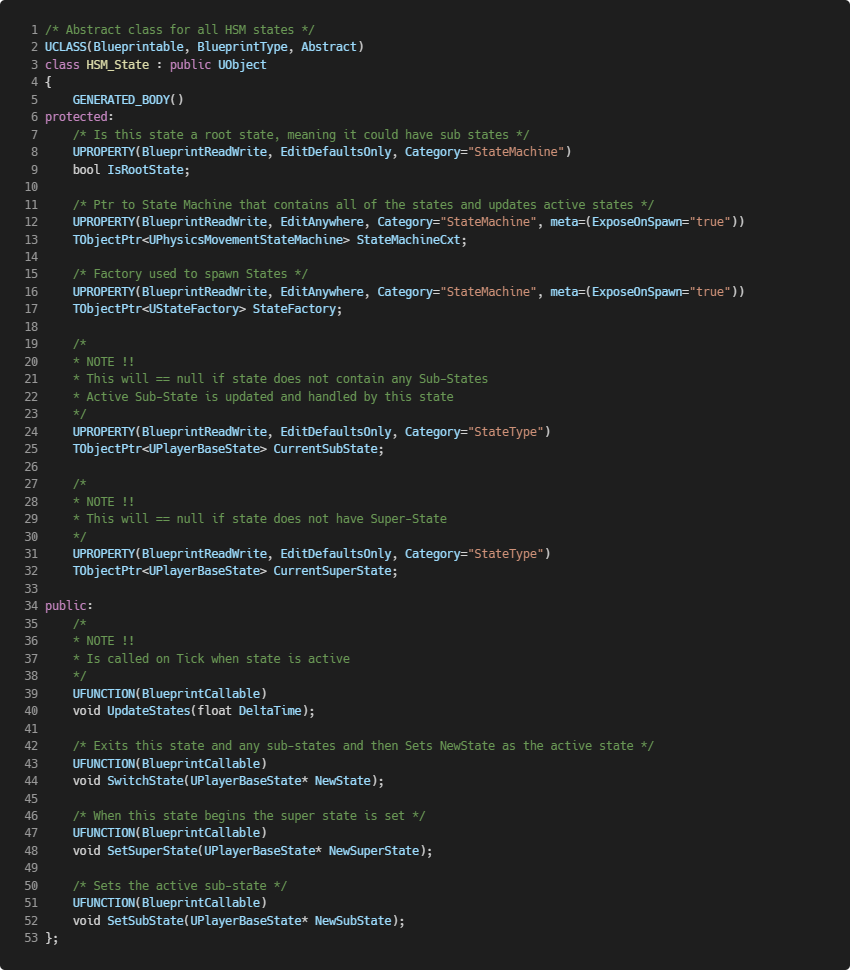 1 /* Abstract class for all HSM states */
2 UCLASS(Blueprintable, BlueprintType, Abstract)
3 class HSM_State : public UObject
4 {
5     GENERATED_BODY()
6 protected:
7     /* Is this state a root state, meaning it could have sub states */
8     UPROPERTY(BlueprintReadWrite, EditDefaultsOnly, Category="StateMachine")
9     bool IsRootState;
10
11     /* Ptr to State Machine that contains all of the states and updates active states */
12     UPROPERTY(BlueprintReadWrite, EditAnywhere, Category="StateMachine", meta=(ExposeOnSpawn="true"))
13     TObjectPtr<UPhysicsMovementStateMachine> StateMachineCxt;
14
15     /* Factory used to spawn States */
16     UPROPERTY(BlueprintReadWrite, EditAnywhere, Category="StateMachine", meta=(ExposeOnSpawn="true"))
17     TObjectPtr<UStateFactory> StateFactory;
18
19     /*
20     * NOTE !!
21     * This will == null if state does not contain any Sub-States
22     * Active Sub-State is updated and handled by this state
23     */
24     UPROPERTY(BlueprintReadWrite, EditDefaultsOnly, Category="StateType")
25     TObjectPtr<UPlayerBaseState> CurrentSubState;
26
27     /*
28     * NOTE !!
29     * This will == null if state does not have Super-State
30     */
31     UPROPERTY(BlueprintReadWrite, EditDefaultsOnly, Category="StateType")
32     TObjectPtr<UPlayerBaseState> CurrentSuperState;
33
34 public:
35     /*
36     * NOTE !!
37     * Is called on Tick when state is active
38     */
39     UFUNCTION(BlueprintCallable)
40     void UpdateStates(float DeltaTime);
41
42     /* Exits this state and any sub-states and then Sets NewState as the active state */
43     UFUNCTION(BlueprintCallable)
44     void SwitchState(UPlayerBaseState* NewState);
45
46     /* When this state begins the super state is set */
47     UFUNCTION(BlueprintCallable)
48     void SetSuperState(UPlayerBaseState* NewSuperState);
49
50     /* Sets the active sub-state */
51     UFUNCTION(BlueprintCallable)
52     void SetSubState(UPlayerBaseState* NewSubState);
53 };